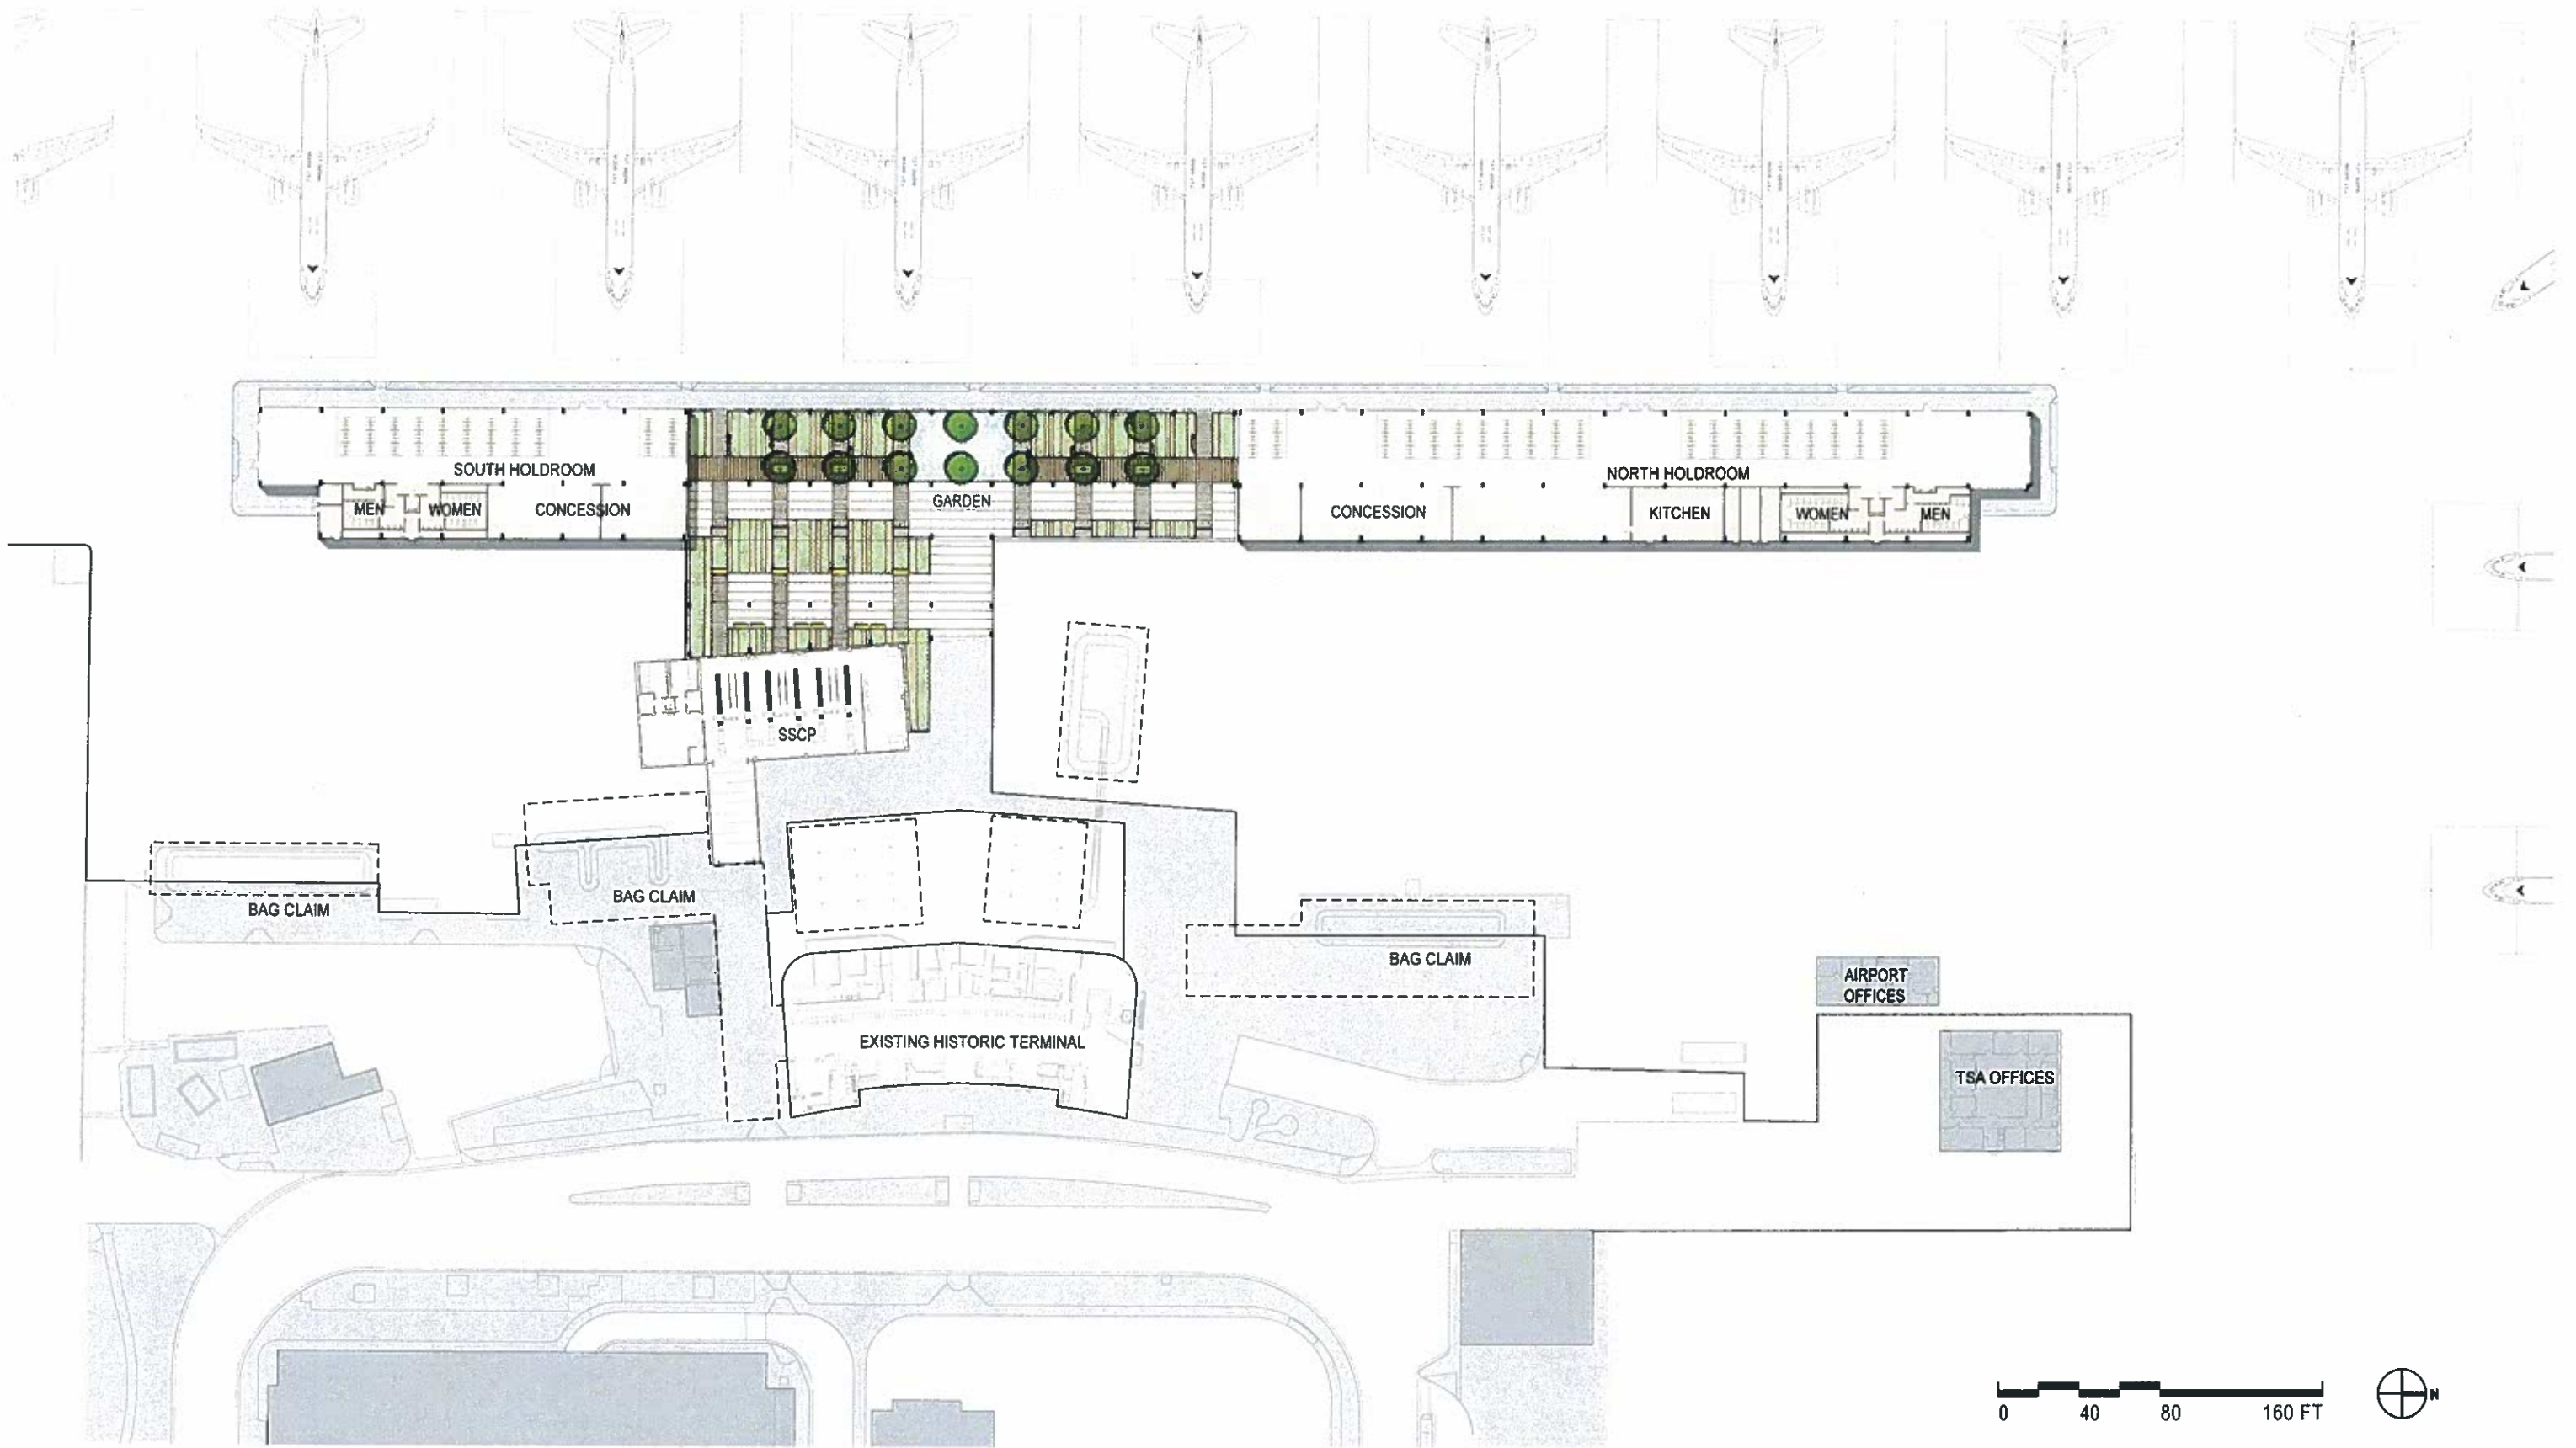 SOUTH HOLDROOM
NORTH HOLDROOM
MEN
WOMEN
CONCESSION
GARDEN
CONCESSION
KITCHEN
WOMEN
MEN
SSCP
BAG CLAIM
BAG CLAIM
BAG CLAIM
AIRPORT
OFFICES
EXISTING HISTORIC TERMINAL
TSA OFFICES
N
0 40 80 160 FT